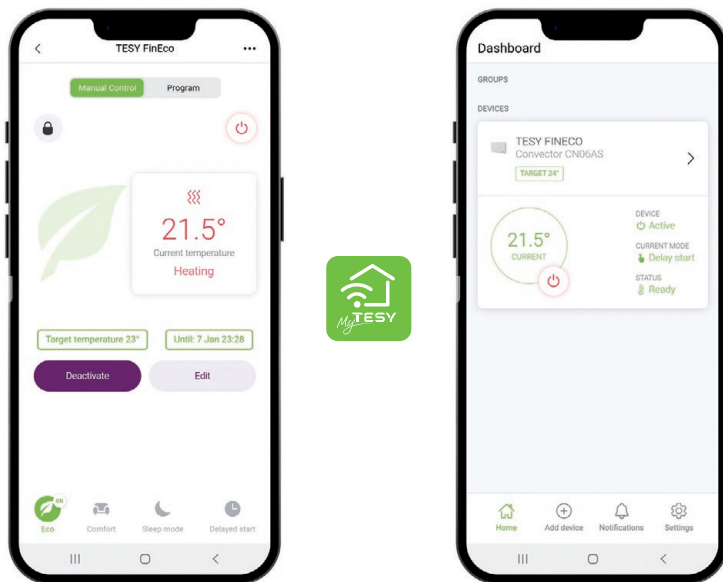 TESY FinEco
Manual Control Program
21.5°
Current temperature
Heating
Target temperature 23° Until: 7 Jan 23:28
Deactivate Edit
ON
Eco Comfort Sleep mode Delayed start
My TESY
Dashboard
GROUPS
DEVICES
TESY FINECO
Convector CN06AS
TARGET 24°
21.5°
CURRENT
DEVICE
Active
CURRENT MODE
Delay start
STATUS
Ready
Home Add device Notifications Settings